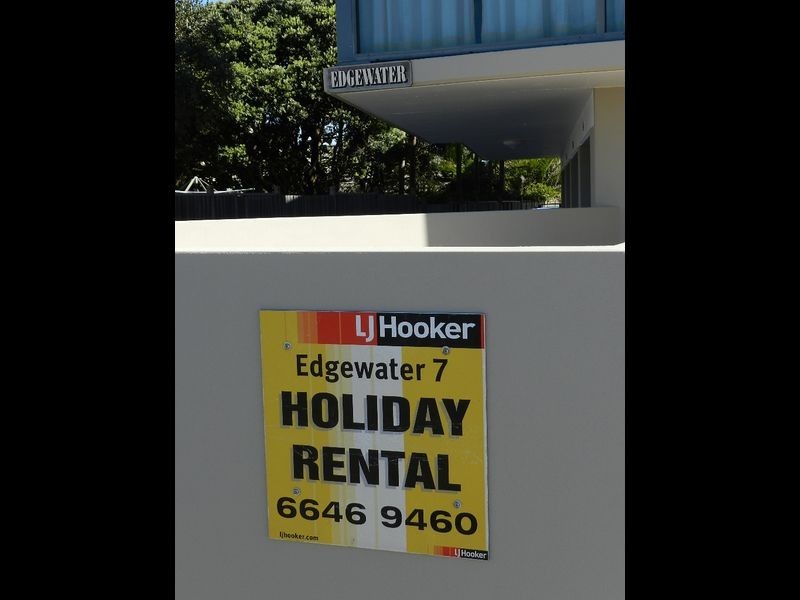 EDGEWATER
LJ Hooker
Edgewater 7
HOLIDAY
RENTAL
6646 9460
ljhooker.com
LJ Hooker